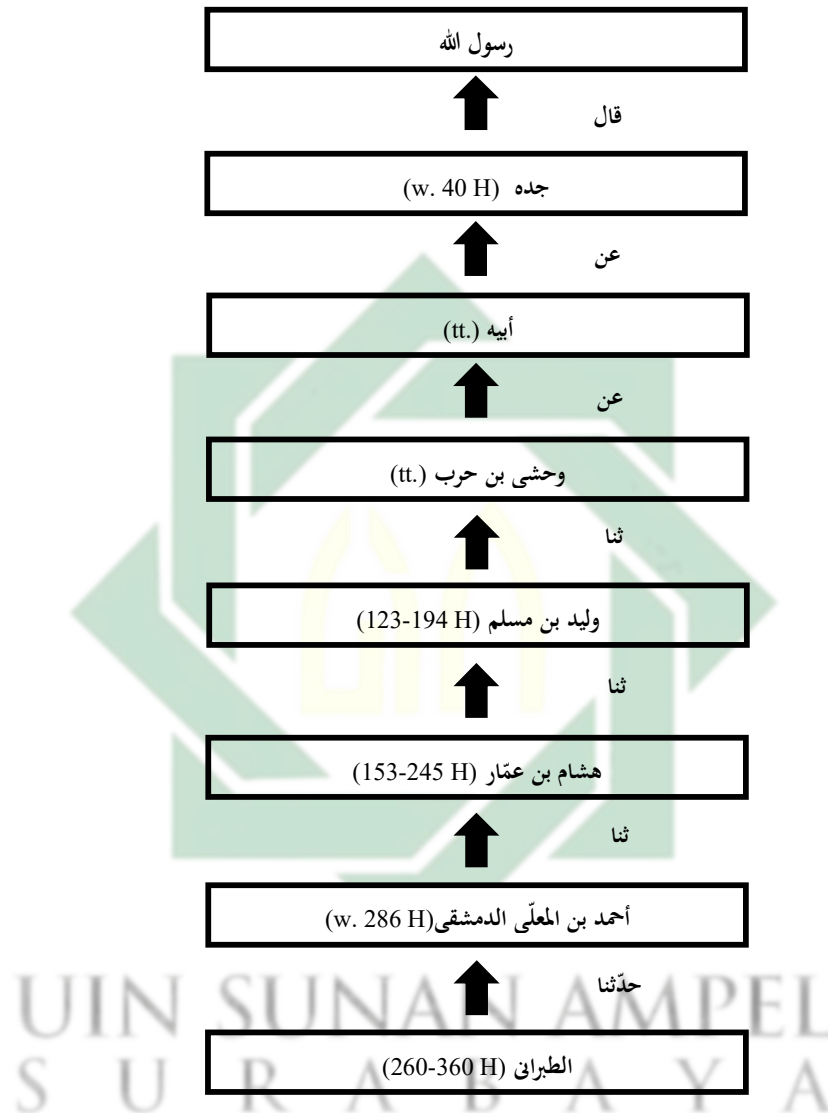 رسول الله
قال
جده (w. 40 H)
عن
أبيه (tt.)
عن
وحشى بن حرب (tt.)
ثنا
وليد بن مسلم (123-194 H)
ثنا
هشام بن عمّار (153-245 H)
ثنا
أحمد بن المعلّى الدمشقى(w. 286 H)
حدّثنا
الطبرانى (260-360 H)
UIN SUNAN AMPEL
SURABAYA